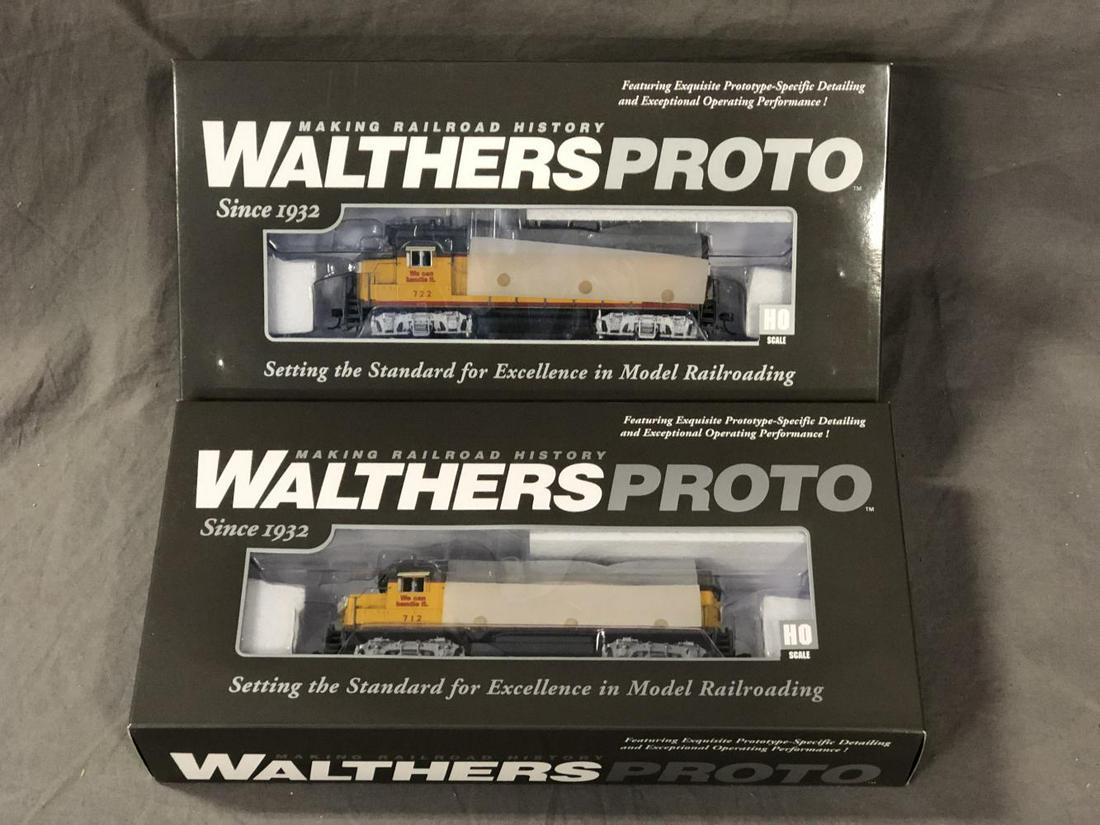 Featuring Exquisite Prototype-Specific Detailing
and Exceptional Operating Performance !
MAKING RAILROAD HISTORY
WALTHERSPROTO™
Since 1932
We can
handle it.
722
HO
SCALE
Setting the Standard for Excellence in Model Railroading
Featuring Exquisite Prototype-Specific Detailing
and Exceptional Operating Performance !
MAKING RAILROAD HISTORY
WALTHERSPROTO™
Since 1932
We can
handle it.
712
HO
SCALE
Setting the Standard for Excellence in Model Railroading
Featuring Exquisite Prototype-Specific Detailing
and Exceptional Operating Performance !
MAKING RAILROAD HISTORY
WALTHERSPROTO™